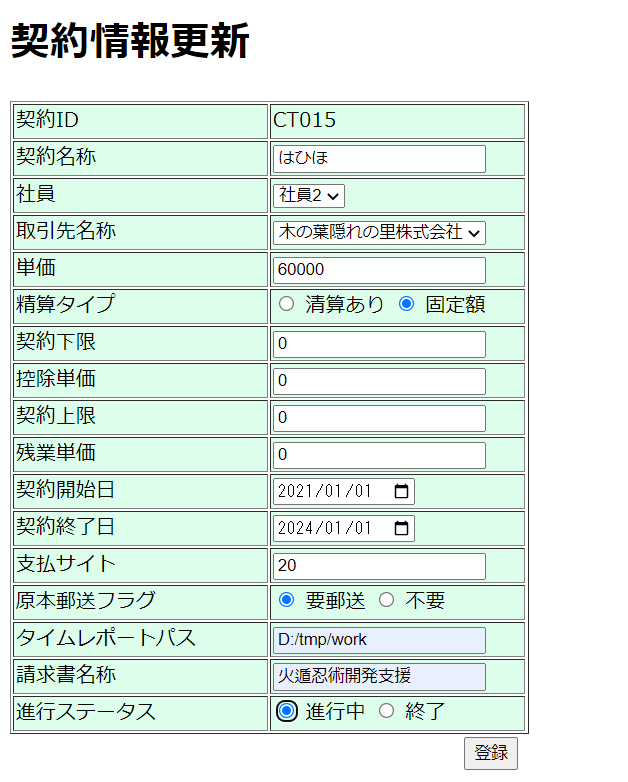 契約情報更新
契約ID CT015
契約名称 はひほ
社員 社員2
取引先名称 木の葉隠れの里株式会社
単価 60000
精算タイプ 清算あり 固定額
契約下限 0
控除単価 0
契約上限 0
残業単価 0
契約開始日 2021/01/01
契約終了日 2024/01/01
支払サイト 20
原本郵送フラグ 要郵送 不要
タイムレポートパス D:/tmp/work
請求書名称 火遁忍術開発支援
進行ステータス 進行中 終了
登録